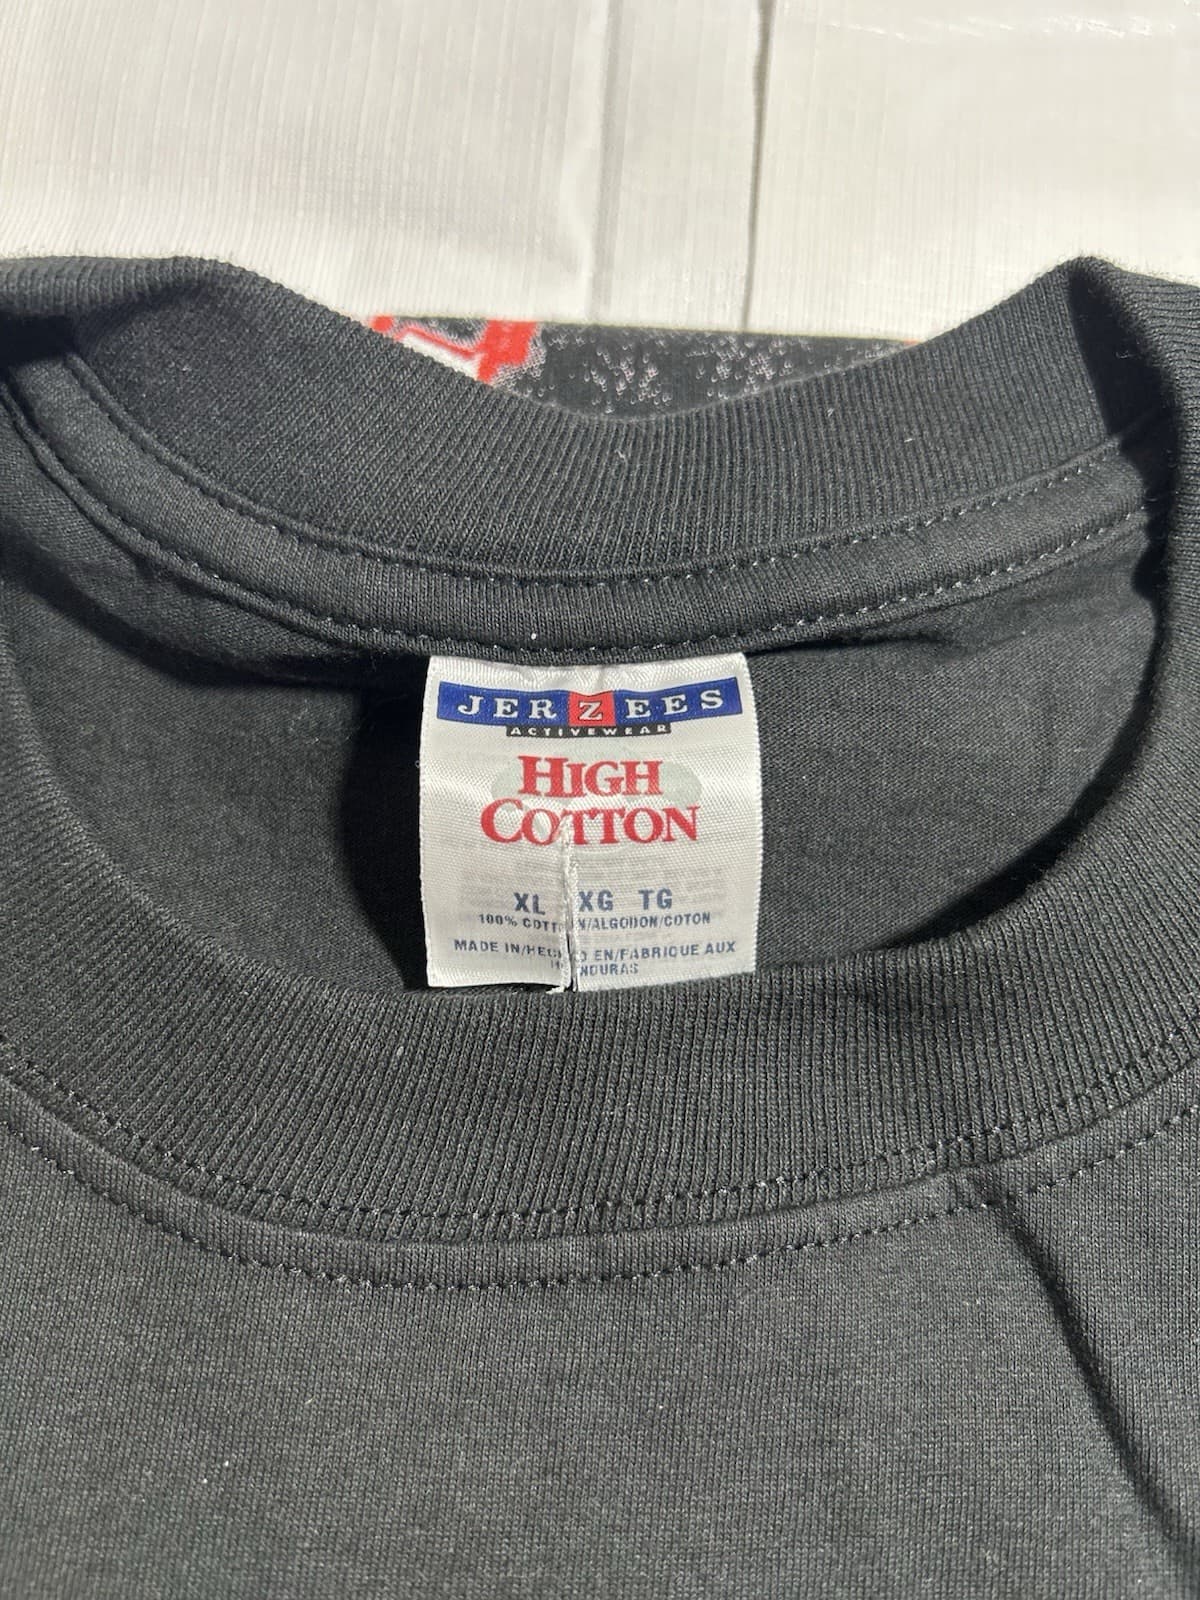 JERZEES
ACTIVEWEAR
HIGH
COTTON
XL XG TG
100% COTTON/ALGODON/COTON
MADE IN/HECHO EN/FABRIQUE AUX
HONDURAS